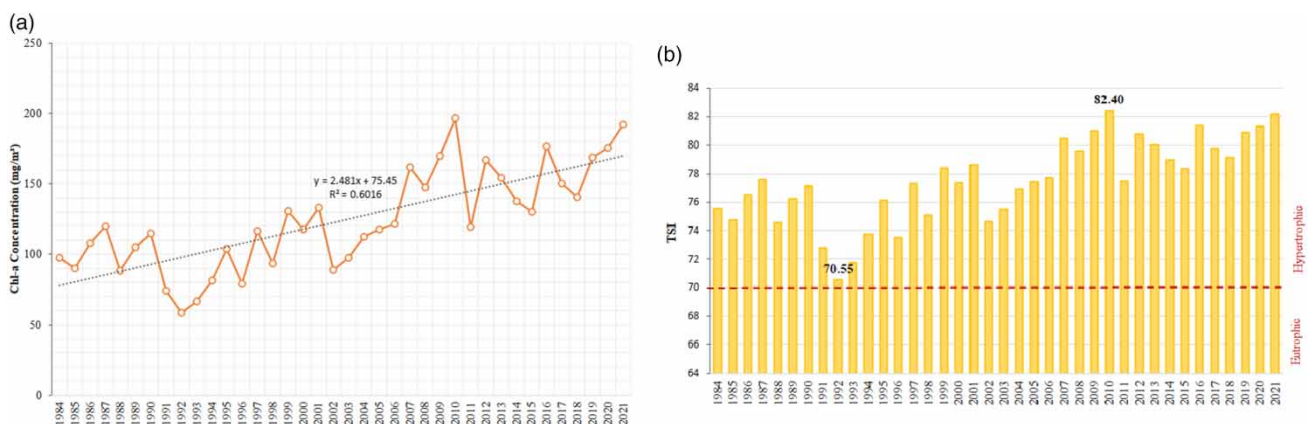 (a)
250
200
150
100
50
0
Chl-a Concentration (mg/m³)
y = 2.481x + 75.45
R² = 0.6016
1984 1985 1986 1987 1988 1989 1990 1991 1992 1993 1994 1995 1996 1997 1998 1999 2000 2001 2002 2003 2004 2005 2006 2007 2008 2009 2010 2011 2012 2013 2014 2015 2016 2017 2018 2019 2020 2021
(b)
84
82
80
78
76
74
72
70
68
66
64
TSI
82.40
70.55
Hypertrophic
Eutrophic
1984 1985 1986 1987 1988 1989 1990 1991 1992 1993 1994 1995 1996 1997 1998 1999 2000 2001 2002 2003 2004 2005 2006 2007 2008 2009 2010 2011 2012 2013 2014 2015 2016 2017 2018 2019 2020 2021